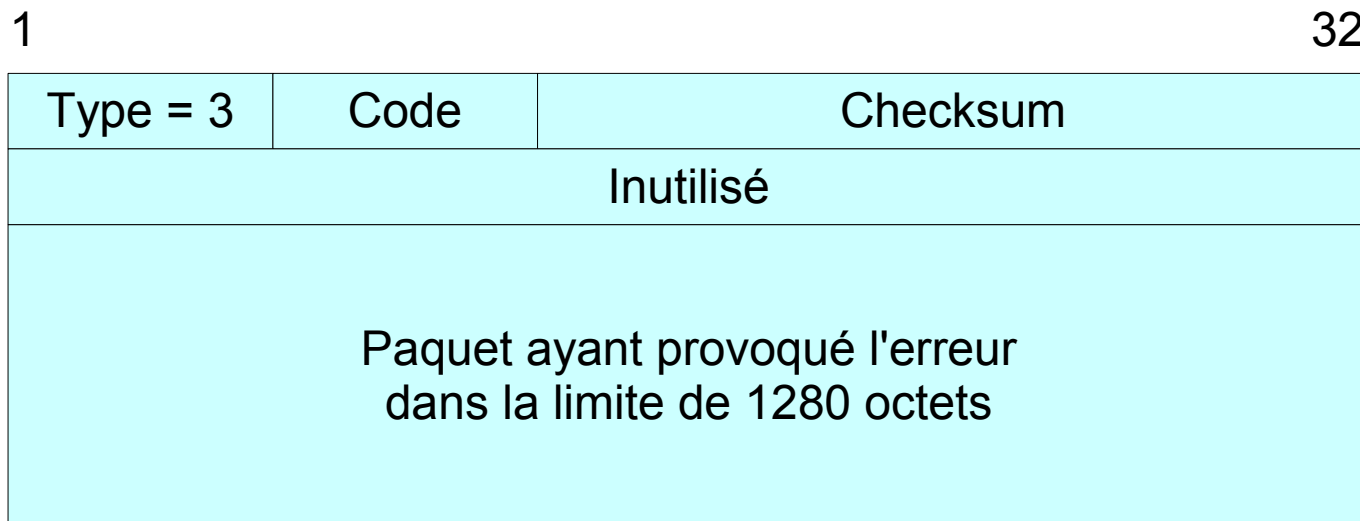 1 32
Type = 3 Code Checksum
Inutilisé
Paquet ayant provoqué l'erreur
dans la limite de 1280 octets